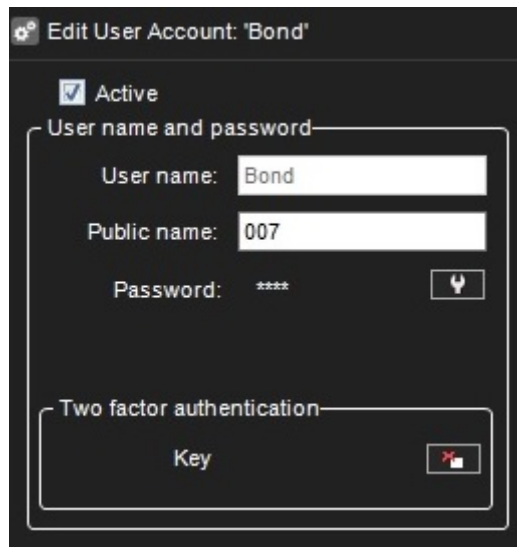 Edit User Account: 'Bond'
Active
User name and password
User name: Bond
Public name: 007
Password: ****
Two factor authentication
Key